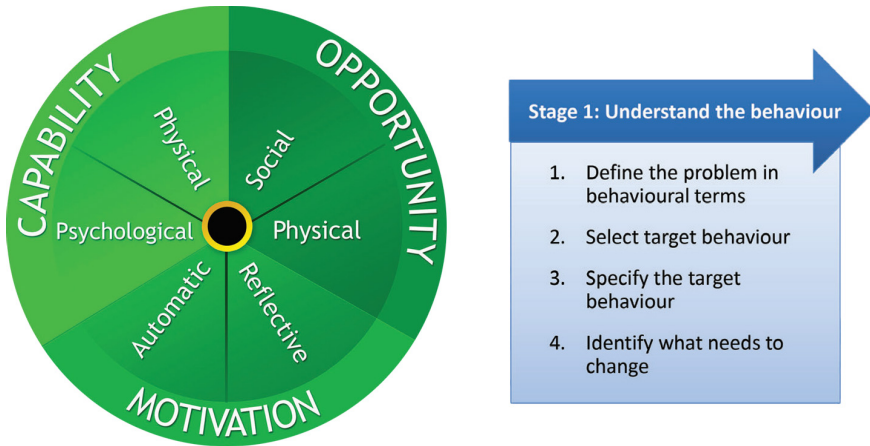 CAPABILITY
Physical
Psychological
OPPORTUNITY
Social
Physical
MOTIVATION
Automatic
Reflective
Stage 1: Understand the behaviour
1. Define the problem in
behavioural terms
2. Select target behaviour
3. Specify the target
behaviour
4. Identify what needs to
change